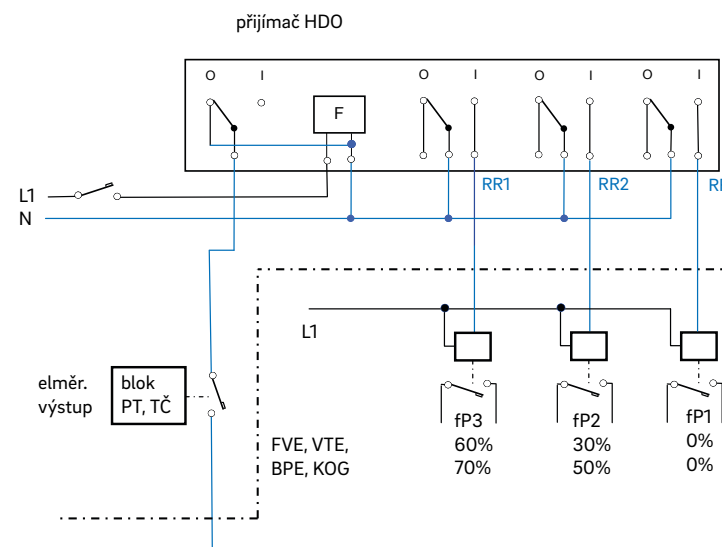 přijímač HDO
O I O I O I O I
F
L1
RR1 RR2
N
L1
elměr. výstup
blok PT, TČ
fP3 fP2 fP1
FVE, VTE, 60% 30% 0%
BPE, KOG 70% 50% 0%